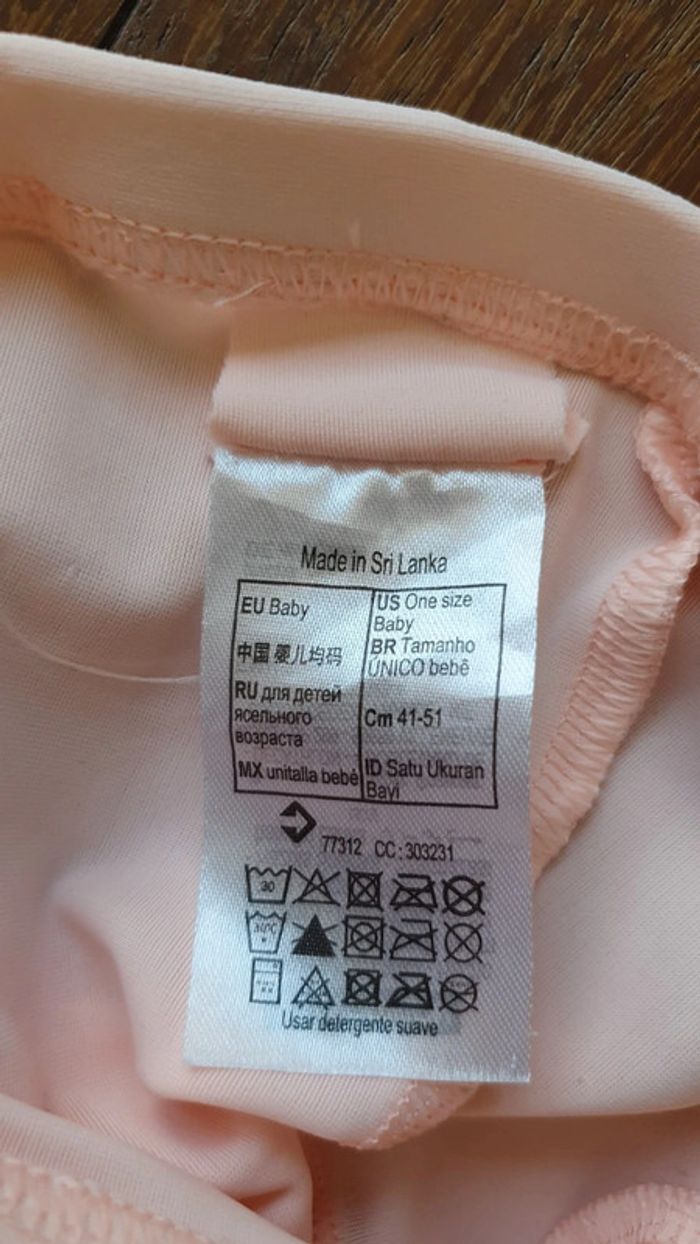 Made in Sri Lanka
EU Baby
US One size
Baby
中国 婴儿均码
BR Tamanho
ÚNICO bebê
RU для детей
ясельного
возраста
Cm 41-51
MX unitalla bebé
ID Satu Ukuran
Bayi
77312 CC:303231
30
30°C
Usar detergente suave